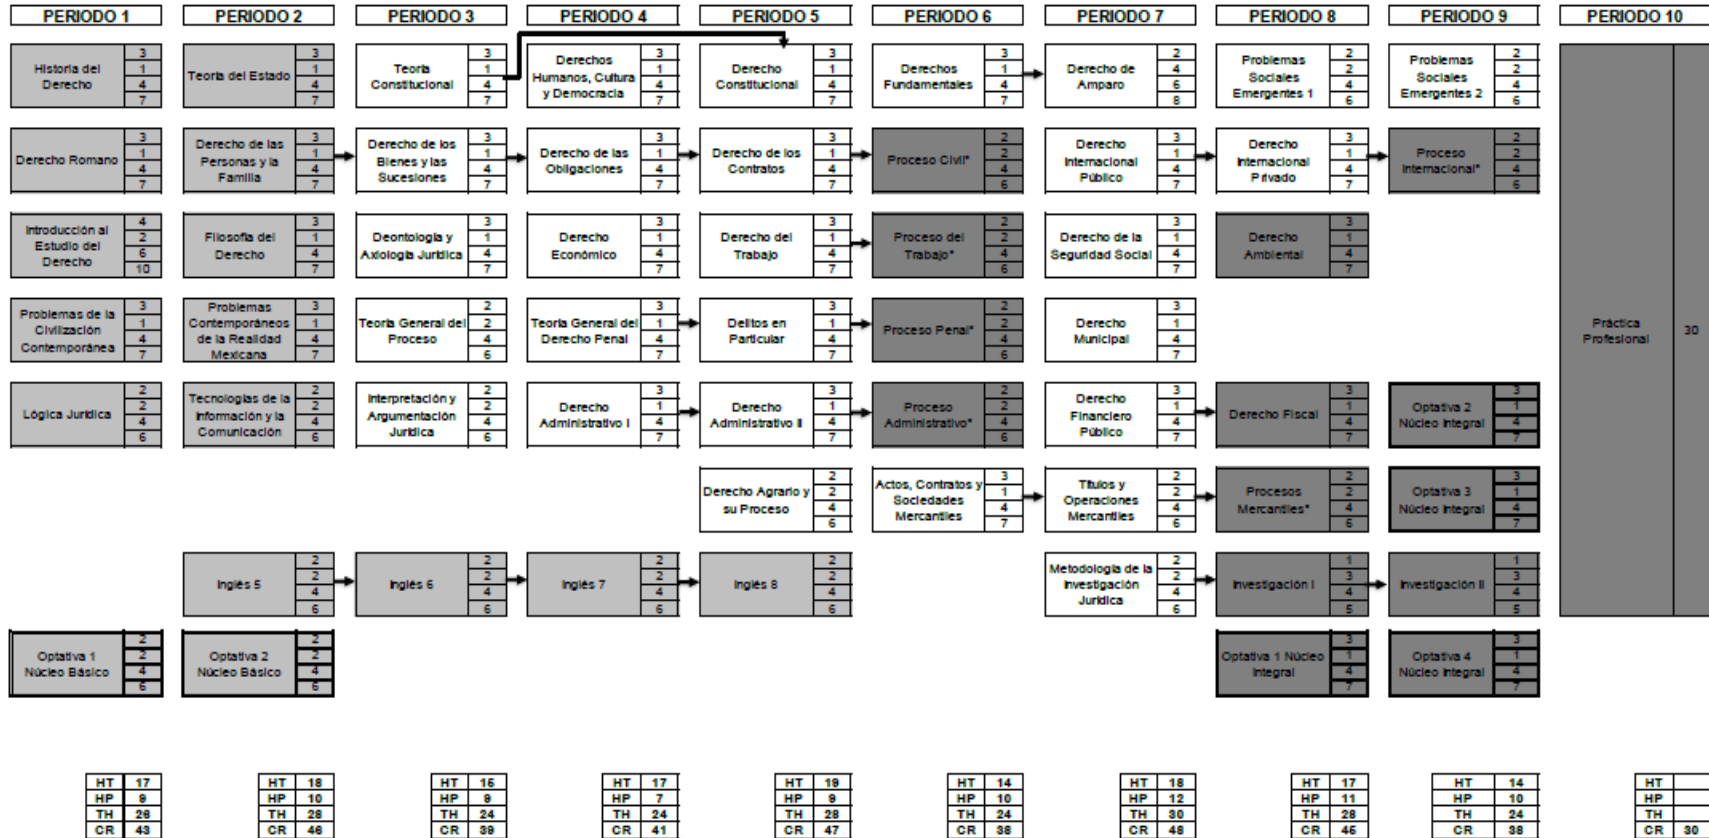 PERIODO 1
PERIODO 2
PERIODO 3
PERIODO 4
PERIODO 5
PERIODO 6
PERIODO 7
PERIODO 8
PERIODO 9
PERIODO 10
Historia del
Derecho
3
1
4
7
Teoría del Estado
3
1
4
7
Teoría
Constitucional
3
1
4
7
Derechos
Humanos, Cultura
y Democracia
3
1
4
7
Derecho
Constitucional
3
1
4
7
Derechos
Fundamentales
3
1
4
7
Derecho de
Amparo
2
4
6
8
Problemas
Sociales
Emergentes 1
2
2
4
6
Problemas
Sociales
Emergentes 2
2
2
4
6
Derecho Romano
3
1
4
7
Derecho de las
Personas y la
Familia
3
1
4
7
Derecho de los
Bienes y las
Sucesiones
3
1
4
7
Derecho de las
Obligaciones
3
1
4
7
Derecho de los
Contratos
3
1
4
7
Proceso Civil*
2
2
4
6
Derecho
Internacional
Público
3
1
4
7
Derecho
Internacional
Privado
3
1
4
7
Proceso
Internacional*
2
2
4
6
Introducción al
Estudio del
Derecho
4
2
6
10
Filosofía del
Derecho
3
1
4
7
Deontología y
Axiología Jurídica
3
1
4
7
Derecho
Económico
3
1
4
7
Derecho del
Trabajo
3
1
4
7
Proceso del
Trabajo*
2
2
4
6
Derecho de la
Seguridad Social
3
1
4
7
Derecho
Ambiental
3
1
4
7
Problemas de la
Civilización
Contemporánea
3
1
4
7
Problemas
Contemporáneos
de la Realidad
Mexicana
3
1
4
7
Teoría General del
Proceso
2
2
4
6
Teoría General del
Derecho Penal
3
1
4
7
Delitos en
Particular
3
1
4
7
Proceso Penal*
2
2
4
6
Derecho
Municipal
3
1
4
7
Práctica
Profesional
30
Lógica Jurídica
2
2
4
6
Tecnologías de la
Información y la
Comunicación
2
2
4
6
Interpretación y
Argumentación
Jurídica
2
2
4
6
Derecho
Administrativo I
3
1
4
7
Derecho
Administrativo II
3
1
4
7
Proceso
Administrativo*
2
2
4
6
Derecho
Financiero
Público
3
1
4
7
Derecho Fiscal
3
1
4
7
Optativa 2
Núcleo Integral
3
1
4
7
Derecho Agrario y
su Proceso
2
2
4
6
Actos, Contratos y
Sociedades
Mercantiles
3
1
4
7
Títulos y
Operaciones
Mercantiles
2
2
4
6
Procesos
Mercantiles*
2
2
4
6
Optativa 3
Núcleo Integral
3
1
4
7
Inglés 5
2
2
4
6
Inglés 6
2
2
4
6
Inglés 7
2
2
4
6
Inglés 8
2
2
4
6
Metodología de la
Investigación
Jurídica
2
2
4
6
Investigación I
1
3
4
5
Investigación II
1
3
4
5
Optativa 1
Núcleo Básico
2
2
4
6
Optativa 2
Núcleo Básico
2
2
4
6
Optativa 1 Núcleo
Integral
3
1
4
7
Optativa 4
Núcleo Integral
3
1
4
7
HT 17
HP 9
TH 26
CR 43
HT 18
HP 10
TH 28
CR 46
HT 15
HP 9
TH 24
CR 39
HT 17
HP 7
TH 24
CR 41
HT 19
HP 9
TH 28
CR 47
HT 14
HP 10
TH 24
CR 38
HT 18
HP 12
TH 30
CR 48
HT 17
HP 11
TH 28
CR 45
HT 14
HP 10
TH 24
CR 38
HT
HP
TH
CR 30